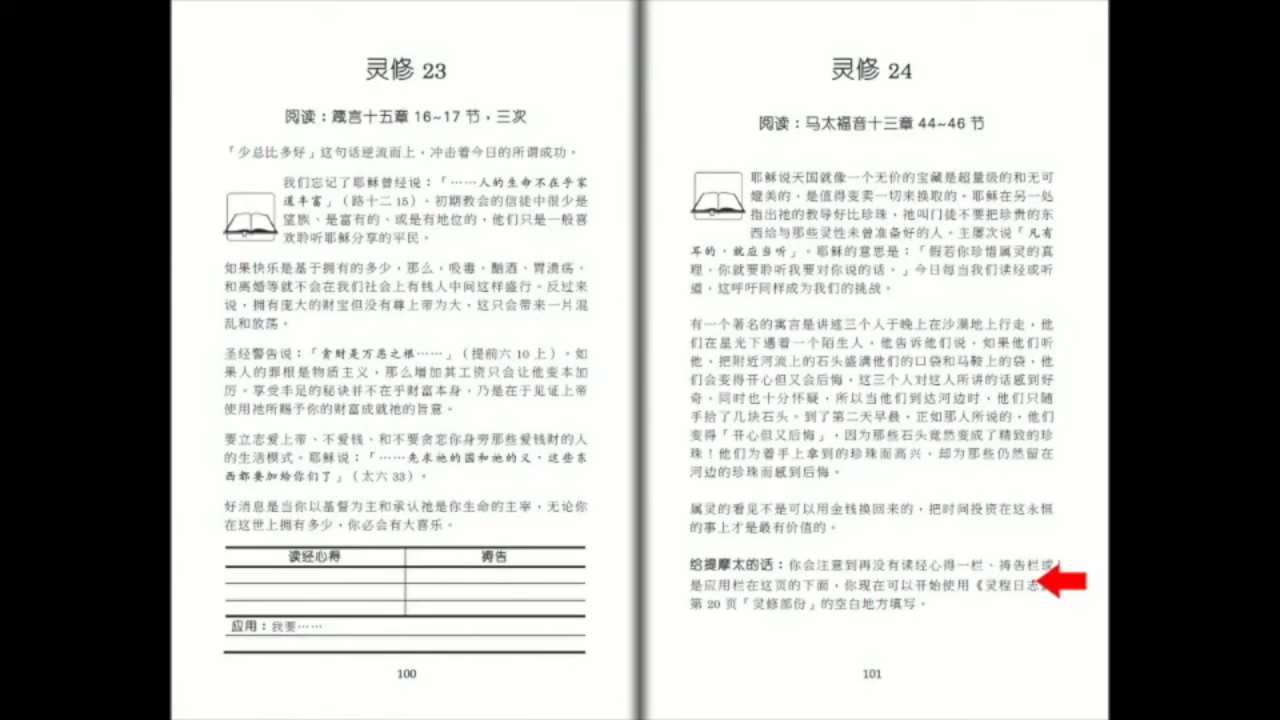 灵修 23
阅读：箴言十五章 16~17 节，三次
「少总比多好」这句话逆流而上，冲击着今日的所谓成功。
我们忘记了耶稣曾经说：「……人的生命不在乎家
道丰富」（路十二 15）。初期教会的信徒中很少是
望族、是富有的、或是有地位的，他们只是一般喜
欢聆听耶稣分享的平民。
如果快乐是基于拥有的多少，那么，吸毒、酗酒、胃溃疡、
和离婚等就不会在我们社会上有钱人中间这样盛行。反过来
说，拥有庞大的财宝但没有尊上帝为大，这只会带来一片混
乱和放荡。
圣经警告说：「贪财是万恶之根……」（提前六 10 上）。如
果人的罪根是物质主义，那么增加其工资只会让他变本加
厉。享受丰足的秘诀并不在乎财富本身，乃是在于见证上帝
使用祂所赐予你的财富成就祂的旨意。
要立志爱上帝、不爱钱、和不要贪恋你身旁那些爱钱财的人
的生活模式。耶稣说：「……先求祂的国和祂的义，这些东
西都要加给你们了」（太六 33）。
好消息是当你以基督为主和承认祂是你生命的主宰，无论你
在这世上拥有多少，你必会有大喜乐。
读经心得 祷告
应用：我要……
100
灵修 24
阅读：马太福音十三章 44~46 节
耶稣说天国就像一个无价的宝藏是超量级的和无可
媲美的，是值得变卖一切来换取的。耶稣在另一处
指出祂的教导好比珍珠，祂叫门徒不要把珍贵的东
西给与那些灵性未曾准备好的人。主屡次说「凡有
耳的，就应当听」。耶稣的意思是：「假若你珍惜属灵的真
理，你就要聆听我要对你说的话。」今日每当我们读经或听
道，这呼吁同样成为我们的挑战。
有一个著名的寓言是讲述三个人于晚上在沙漠地上行走，他
们在星光下遇着一个陌生人，他告诉他们说，如果他们听
他，把附近河流上的石头盛满他们的口袋和马鞍上的袋，他
们会变得开心但又会后悔，这三个人对这人所讲的话感到好
奇，同时也十分怀疑，所以当他们到达河边时，他们只随
手拾了几块石头。到了第二天早晨，正如那人所说的，他们
变得「开心但又后悔」，因为那些石头竟然变成了精致的珍
珠！他们为着手上拿到的珍珠而高兴，却为那些仍然留在
河边的珍珠而感到后悔。
属灵的看见不是可以用金钱换回来的，把时间投资在这永恒
的事上才是最有价值的。
给提摩太的话：你会注意到再没有读经心得一栏、祷告栏或
是应用栏在这页的下面，你现在可以开始使用《灵程日志
第 20 页「灵修部份」的空白地方填写。
101